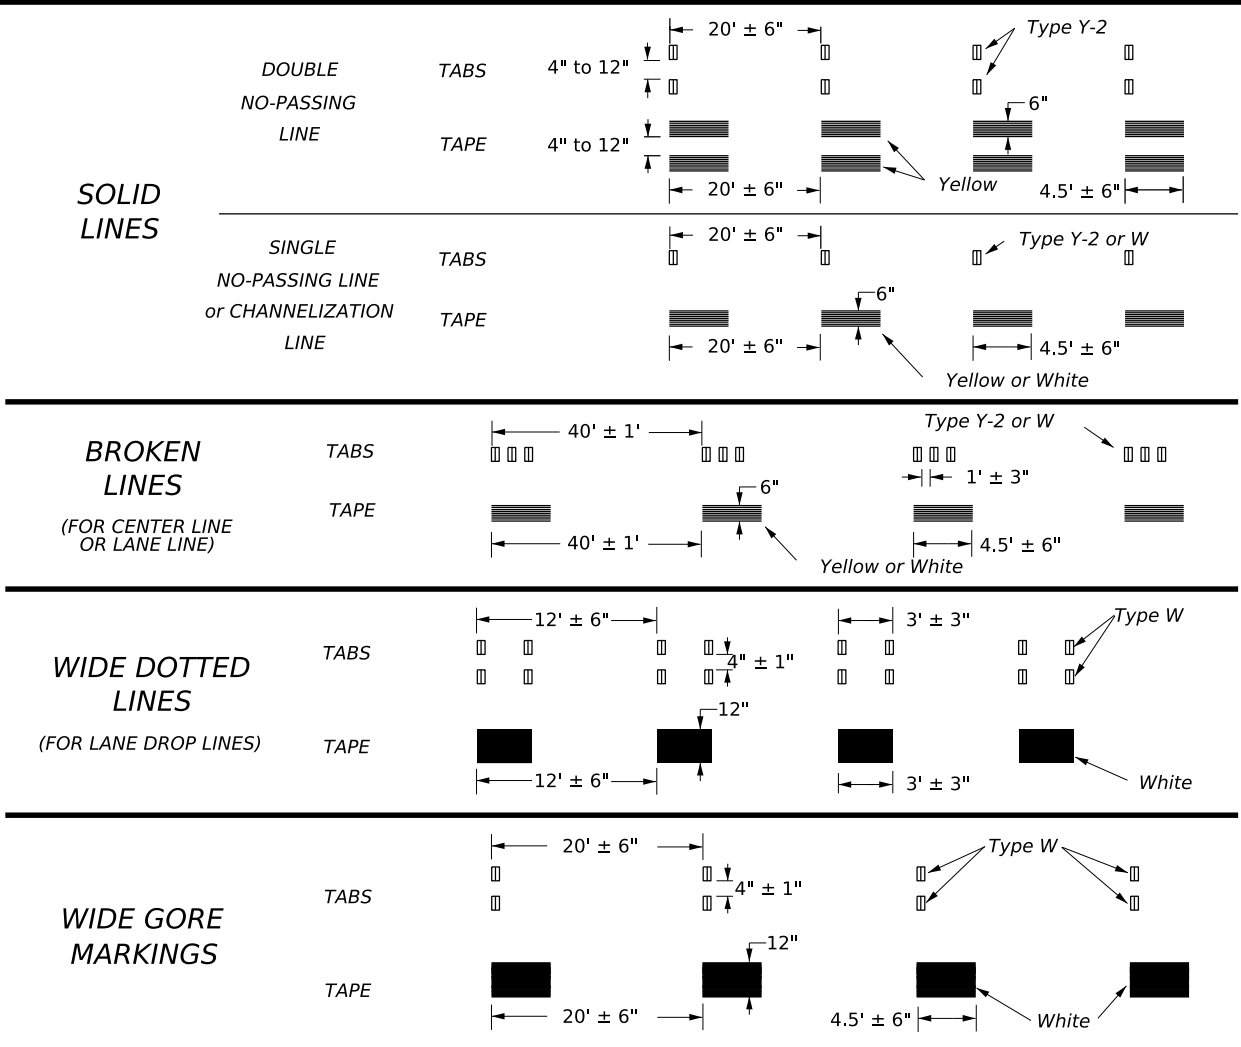 SOLID
LINES
DOUBLE
NO-PASSING
LINE
TABS
20' ± 6"
Type Y-2
4" to 12"
TAPE
4" to 12"
6"
Yellow
20' ± 6"
4.5' ± 6"
SINGLE
NO-PASSING LINE
or CHANNELIZATION
LINE
TABS
20' ± 6"
Type Y-2 or W
TAPE
6"
20' ± 6"
4.5' ± 6"
Yellow or White
BROKEN
LINES
(FOR CENTER LINE
OR LANE LINE)
TABS
40' ± 1'
Type Y-2 or W
1' ± 3"
TAPE
6"
40' ± 1'
4.5' ± 6"
Yellow or White
WIDE DOTTED
LINES
(FOR LANE DROP LINES)
TABS
12' ± 6"
3' ± 3"
Type W
4" ± 1"
TAPE
12"
12' ± 6"
3' ± 3"
White
WIDE GORE
MARKINGS
TABS
20' ± 6"
Type W
4" ± 1"
TAPE
12"
20' ± 6"
4.5' ± 6"
White